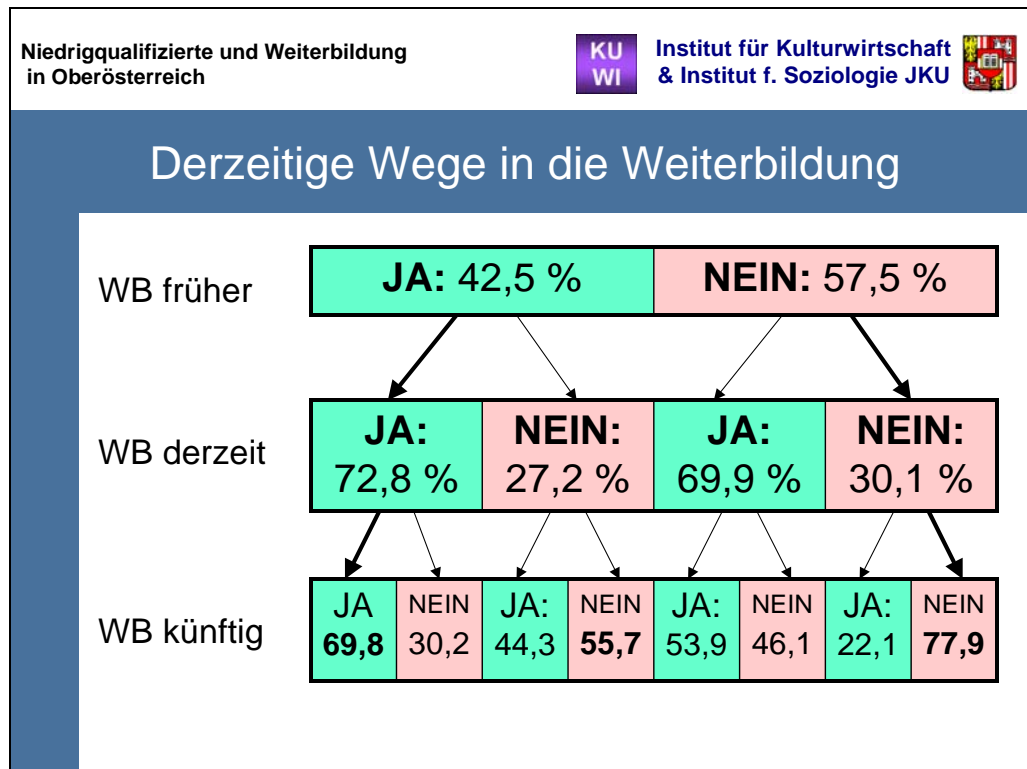 Niedrigqualifizierte und Weiterbildung
in Oberösterreich
KU
WI
Institut für Kulturwirtschaft
& Institut f. Soziologie JKU
Derzeitige Wege in die Weiterbildung
WB früher
JA: 42,5 %
NEIN: 57,5 %
WB derzeit
JA:
72,8 %
NEIN:
27,2 %
JA:
69,9 %
NEIN:
30,1 %
WB künftig
JA
69,8
NEIN
30,2
JA:
44,3
NEIN
55,7
JA:
53,9
NEIN
46,1
JA:
22,1
NEIN
77,9